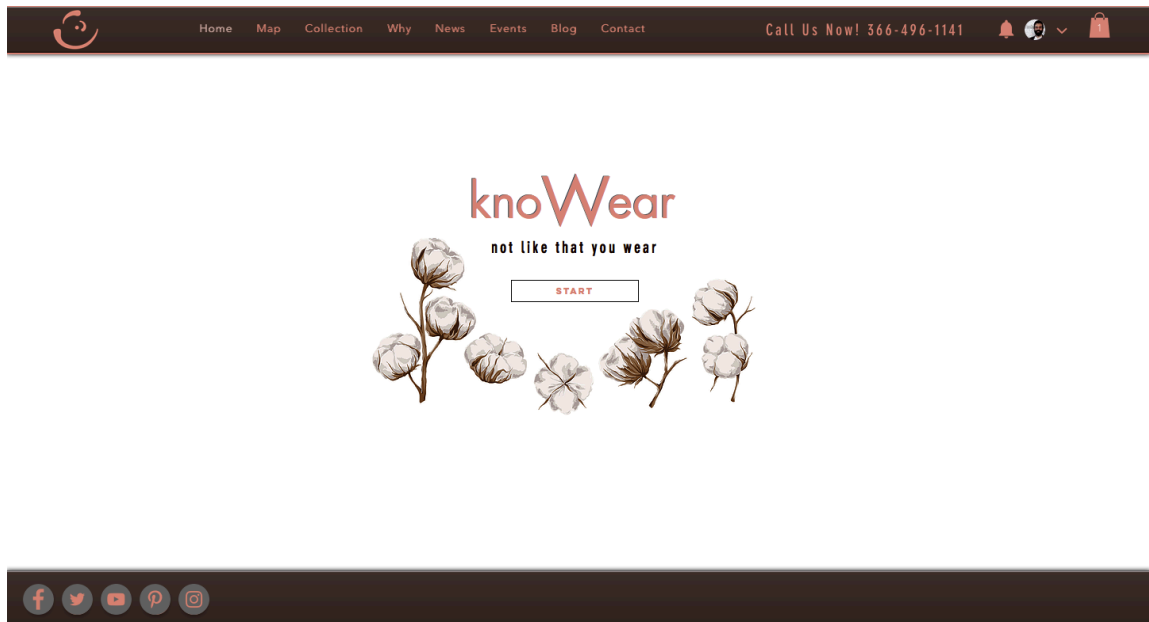 Home Map Collection Why News Events Blog Contact Call Us Now! 366-496-1141 1
knoWear
not like that you wear
START